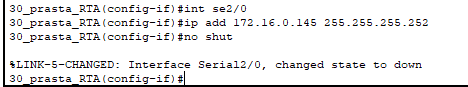 30_prasta_RTA(config-if)#int se2/0
30_prasta_RTA(config-if)#ip add 172.16.0.145 255.255.255.252
30_prasta_RTA(config-if)#no shut

%LINK-5-CHANGED: Interface Serial2/0, changed state to down
30_prasta_RTA(config-if)#